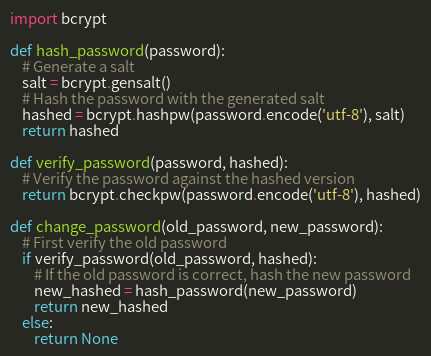 import bcrypt

def hash_password(password):
    # Generate a salt
    salt = bcrypt.gensalt()
    # Hash the password with the generated salt
    hashed = bcrypt.hashpw(password.encode('utf-8'), salt)
    return hashed

def verify_password(password, hashed):
    # Verify the password against the hashed version
    return bcrypt.checkpw(password.encode('utf-8'), hashed)

def change_password(old_password, new_password):
    # First verify the old password
    if verify_password(old_password, hashed):
        # If the old password is correct, hash the new password
        new_hashed = hash_password(new_password)
        return new_hashed
    else:
        return None